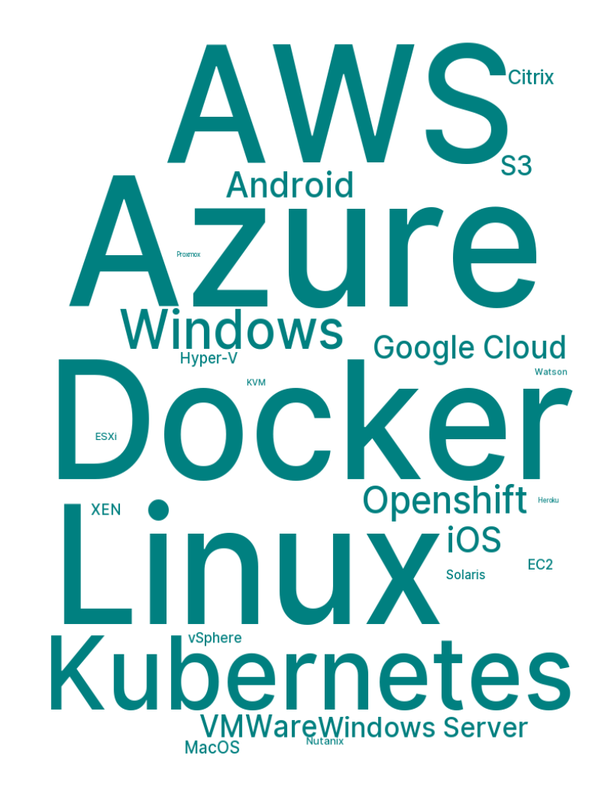 AWS
Citrix
S3
Android
Azure
Proxmox
Windows
Google Cloud
Hyper-V
Watson
KVM
Docker
ESXi
Openshift
Heroku
XEN
Linux
iOS
EC2
Solaris
vSphere
Kubernetes
VMWare
Windows Server
Nutanix
MacOS